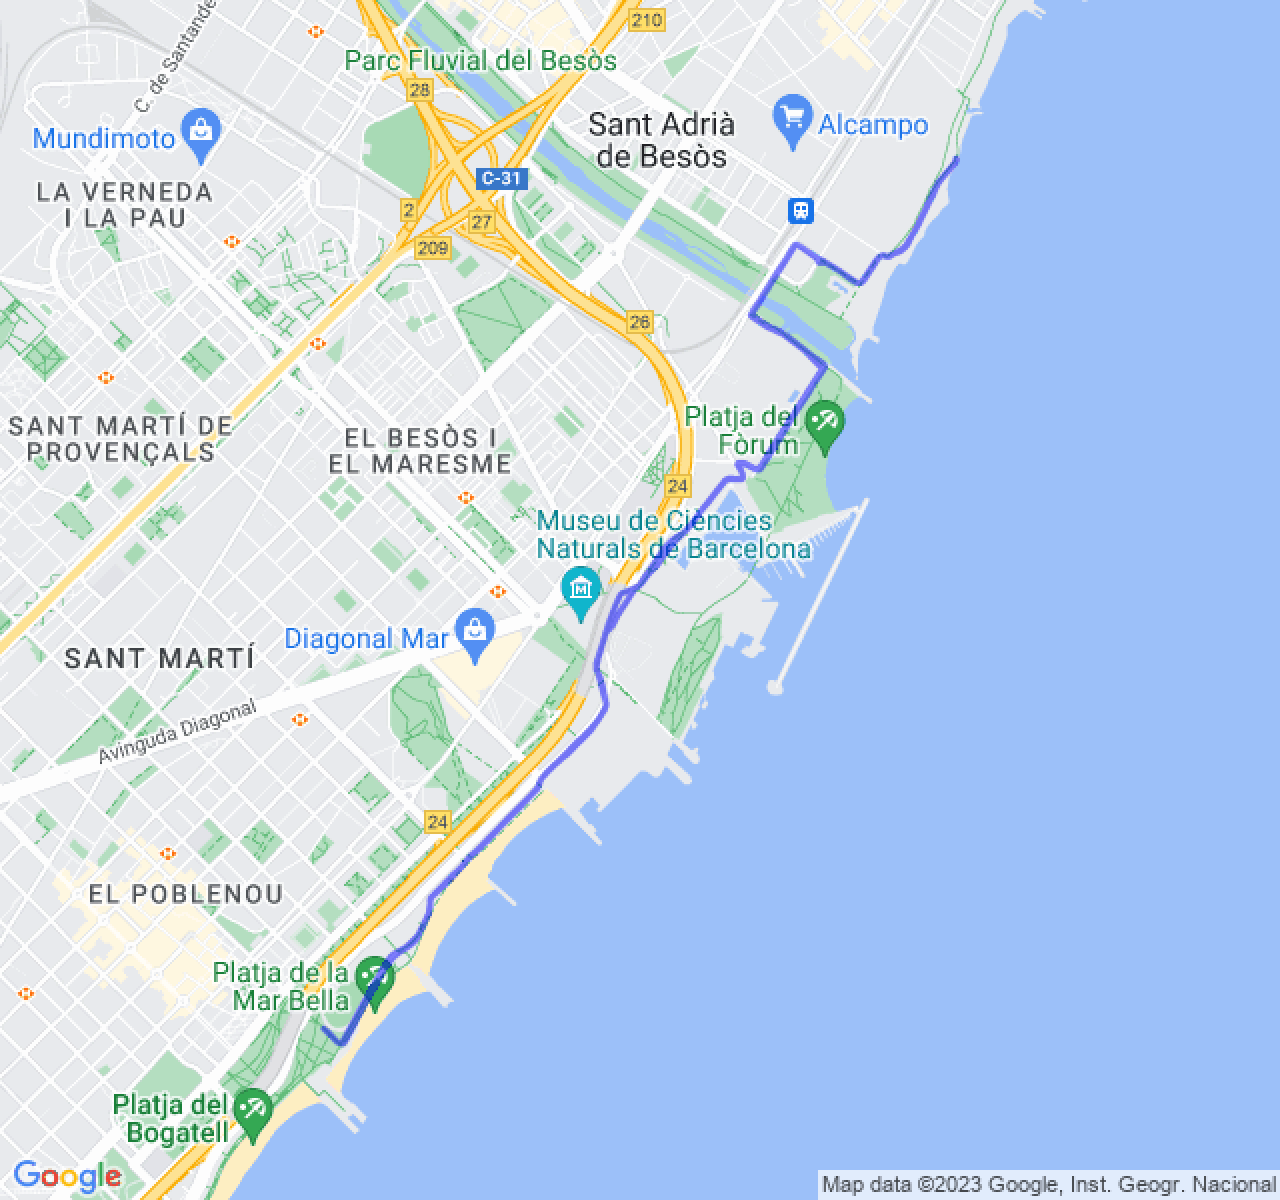 210
Parc Fluvial del Besòs
C. de Santande
28
Mundimoto
Sant Adrià
de Besòs
Alcampo
C-31
LA VERNEDA
I LA PAU
2
27
209
26
SANT MARTÍ DE
PROVENÇALS
EL BESÒS I
EL MARESME
Platja del
Fòrum
24
Museu de Ciències
Naturals de Barcelona
M
Diagonal Mar
SANT MARTÍ
Avinguda Diagonal
24
EL POBLENOU
Platja de la
Mar Bella
Platja del
Bogatell
Google
Map data ©2023 Google, Inst. Geogr. Nacional